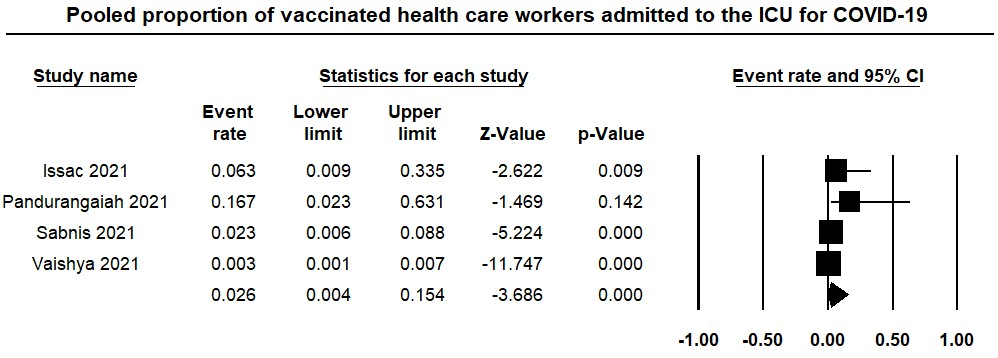 Pooled proportion of vaccinated health care workers admitted to the ICU for COVID-19
Study name Statistics for each study Event rate and 95% CI
Event Lower Upper
rate limit limit Z-Value p-Value
Issac 2021 0.063 0.009 0.335 -2.622 0.009
Pandurangaiah 2021 0.167 0.023 0.631 -1.469 0.142
Sabnis 2021 0.023 0.006 0.088 -5.224 0.000
Vaishya 2021 0.003 0.001 0.007 -11.747 0.000
0.026 0.004 0.154 -3.686 0.000
-1.00 -0.50 0.00 0.50 1.00